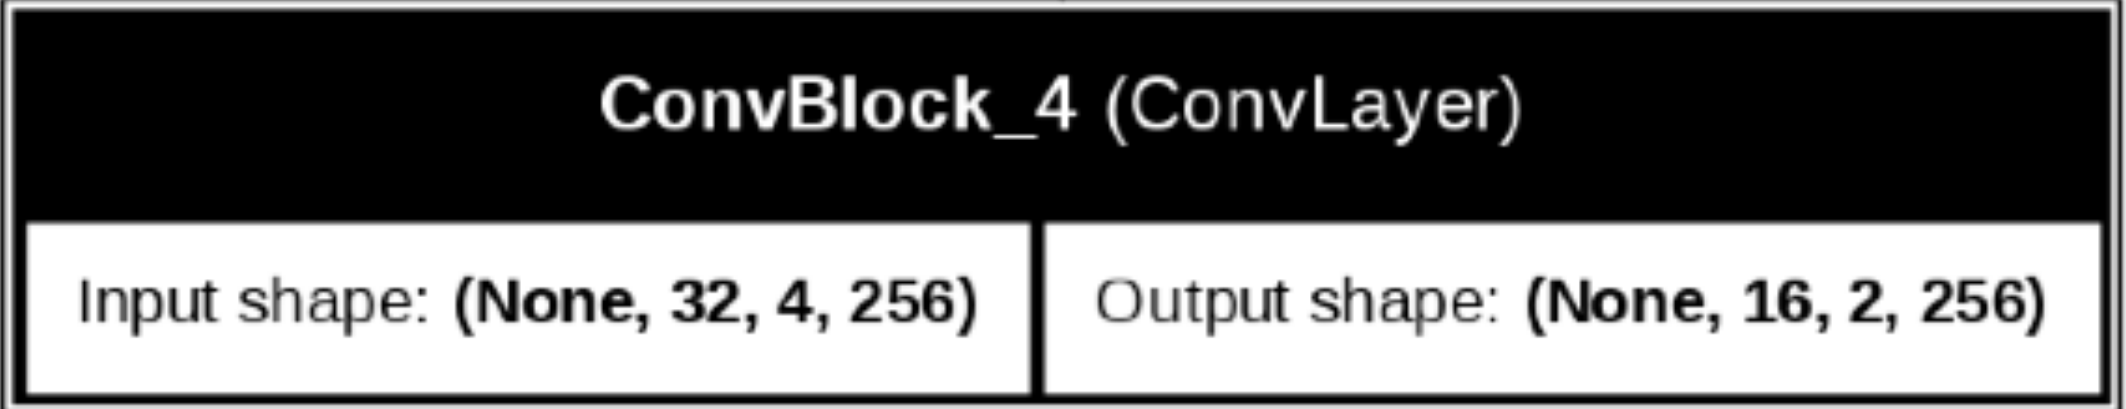 ConvBlock_4 (ConvLayer)
Input shape: (None, 32, 4, 256)
Output shape: (None, 16, 2, 256)